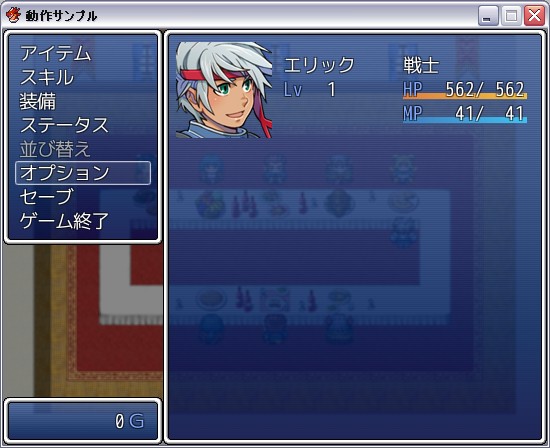 動作サンプル
アイテム
スキル
装備
ステータス
並び替え
オプション
セーブ
ゲーム終了
エリック 戦士
Lv 1 HP 562/ 562
MP 41/ 41
0G